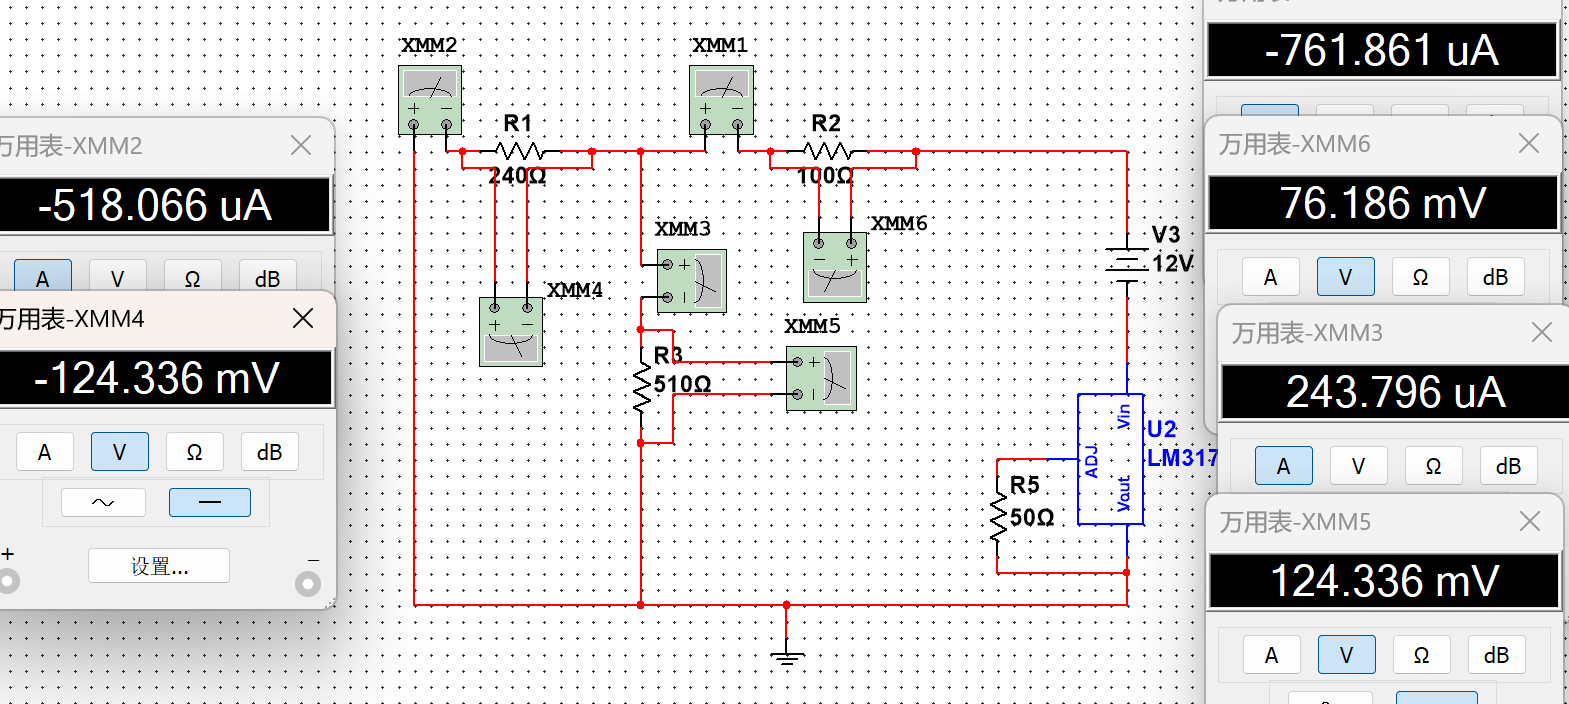 XMM2
XMM1
-761.861 uA
R1
R2
万用表-XMM2
万用表-XMM6
240Ω
100Ω
-518.066 uA
76.186 mV
XMM3
XMM6
V3
12V
A V Ω dB
A V Ω dB
XMM4
万用表-XMM4
XMM5
万用表-XMM3
R3
510Ω
-124.336 mV
243.796 uA
Vin
U2
ADJ
LM317
A V Ω dB
A V Ω dB
R5
50Ω
Vout
万用表-XMM5
设置...
124.336 mV
A V Ω dB